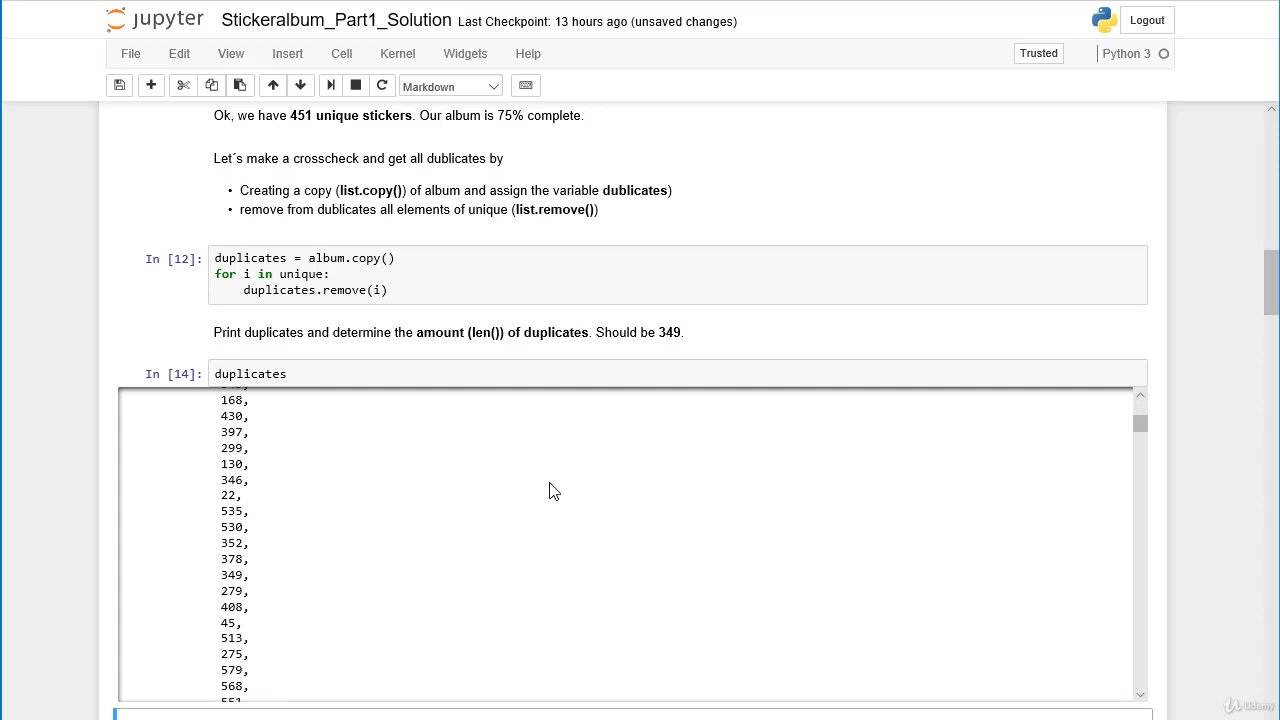 jupyter Stickeralbum_Part1_Solution Last Checkpoint: 13 hours ago (unsaved changes) Logout
File Edit View Insert Cell Kernel Widgets Help Trusted Python 3
Markdown
Ok, we have 451 unique stickers. Our album is 75% complete.
Let´s make a crosscheck and get all dublicates by
• Creating a copy (list.copy()) of album and assign the variable dublicates)
• remove from dublicates all elements of unique (list.remove())
In [12]: duplicates = album.copy()
for i in unique:
duplicates.remove(i)
Print duplicates and determine the amount (len()) of duplicates. Should be 349.
In [14]: duplicates
168,
430,
397,
299,
130,
346,
22,
535,
530,
352,
378,
349,
279,
408,
45,
513,
275,
579,
568,
Udemy